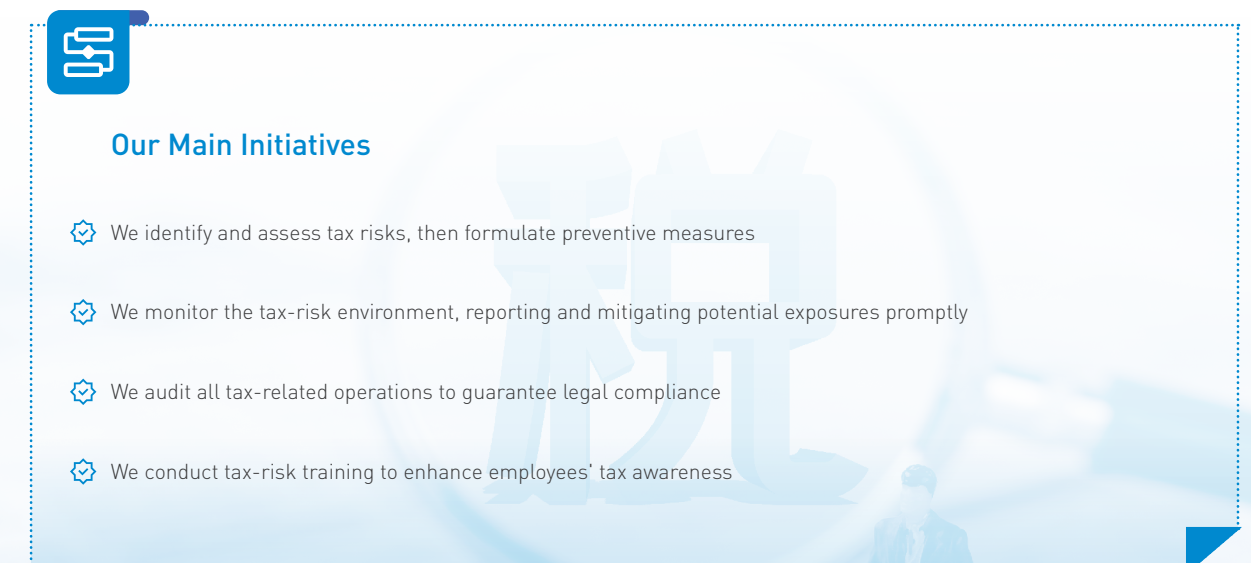 Our Main Initiatives
We identify and assess tax risks, then formulate preventive measures
We monitor the tax-risk environment, reporting and mitigating potential exposures promptly
We audit all tax-related operations to guarantee legal compliance
We conduct tax-risk training to enhance employees' tax awareness
税